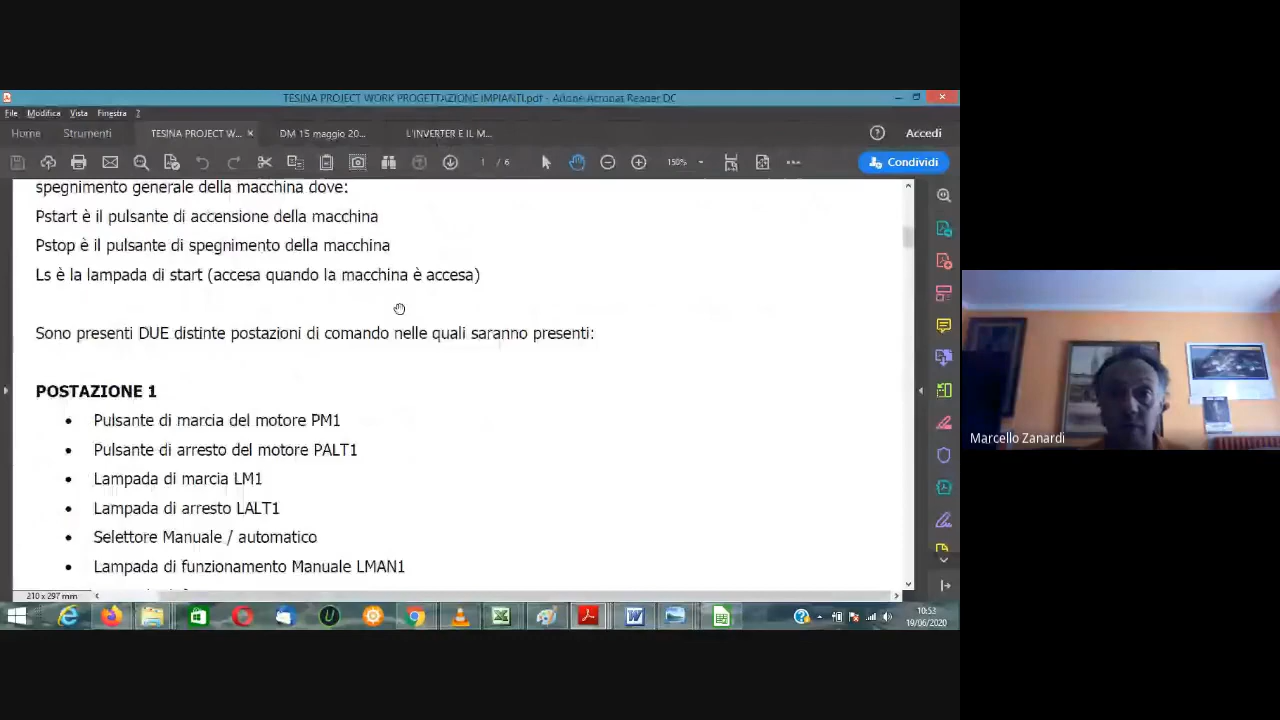 TESINA PROJECT WORK PROGETTAZIONE IMPIANTI.pdf - Adobe Acrobat Reader DC
File Modifica Vista Finestra ?
Home Strumenti TESINA PROJECT W... × DM 15 maggio 20... L'INVERTER E IL M... Accedi
1 / 6 150% Condividi
spegnimento generale della macchina dove:
Pstart è il pulsante di accensione della macchina
Pstop è il pulsante di spegnimento della macchina
Ls è la lampada di start (accesa quando la macchina è accesa)
Sono presenti DUE distinte postazioni di comando nelle quali saranno presenti:
POSTAZIONE 1
• Pulsante di marcia del motore PM1
• Pulsante di arresto del motore PALT1
• Lampada di marcia LM1
• Lampada di arresto LALT1
• Selettore Manuale / automatico
• Lampada di funzionamento Manuale LMAN1
210 x 297 mm
10:53
19/06/2020
Marcello Zanardi